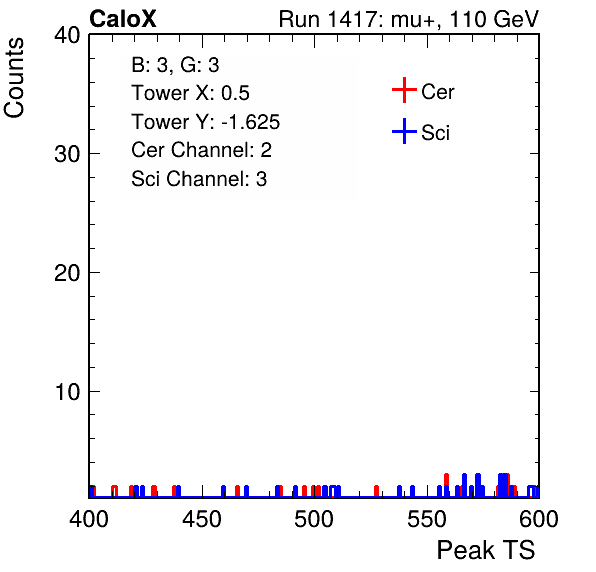 CaloX Run 1417: mu+, 110 GeV
Counts
40
30
20
10
B: 3, G: 3
Tower X: 0.5
Tower Y: -1.625
Cer Channel: 2
Sci Channel: 3
Cer
Sci
400 450 500 550 600
Peak TS